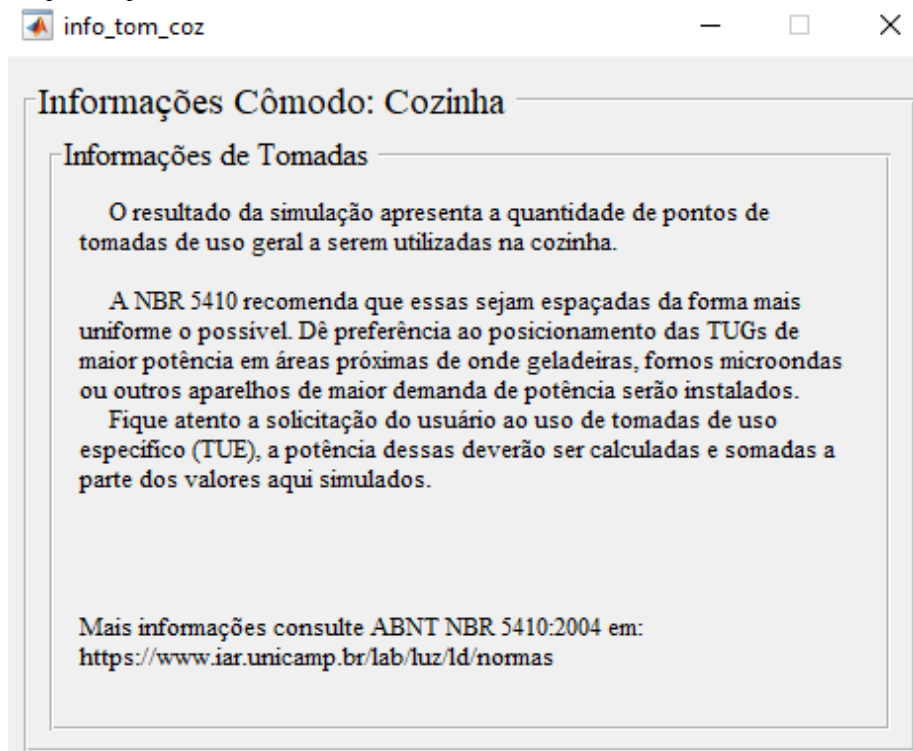 info_tom_coz
Informações Cômodo: Cozinha
Informações de Tomadas
O resultado da simulação apresenta a quantidade de pontos de
tomadas de uso geral a serem utilizadas na cozinha.
A NBR 5410 recomenda que essas sejam espaçadas da forma mais
uniforme o possível. Dê preferência ao posicionamento das TUGs de
maior potência em áreas próximas de onde geladeiras, fornos microondas
ou outros aparelhos de maior demanda de potência serão instalados.
Fique atento a solicitação do usuário ao uso de tomadas de uso
específico (TUE), a potência dessas deverão ser calculadas e somadas a
parte dos valores aqui simulados.
Mais informações consulte ABNT NBR 5410:2004 em:
https://www.iar.unicamp.br/lab/luz/ld/normas